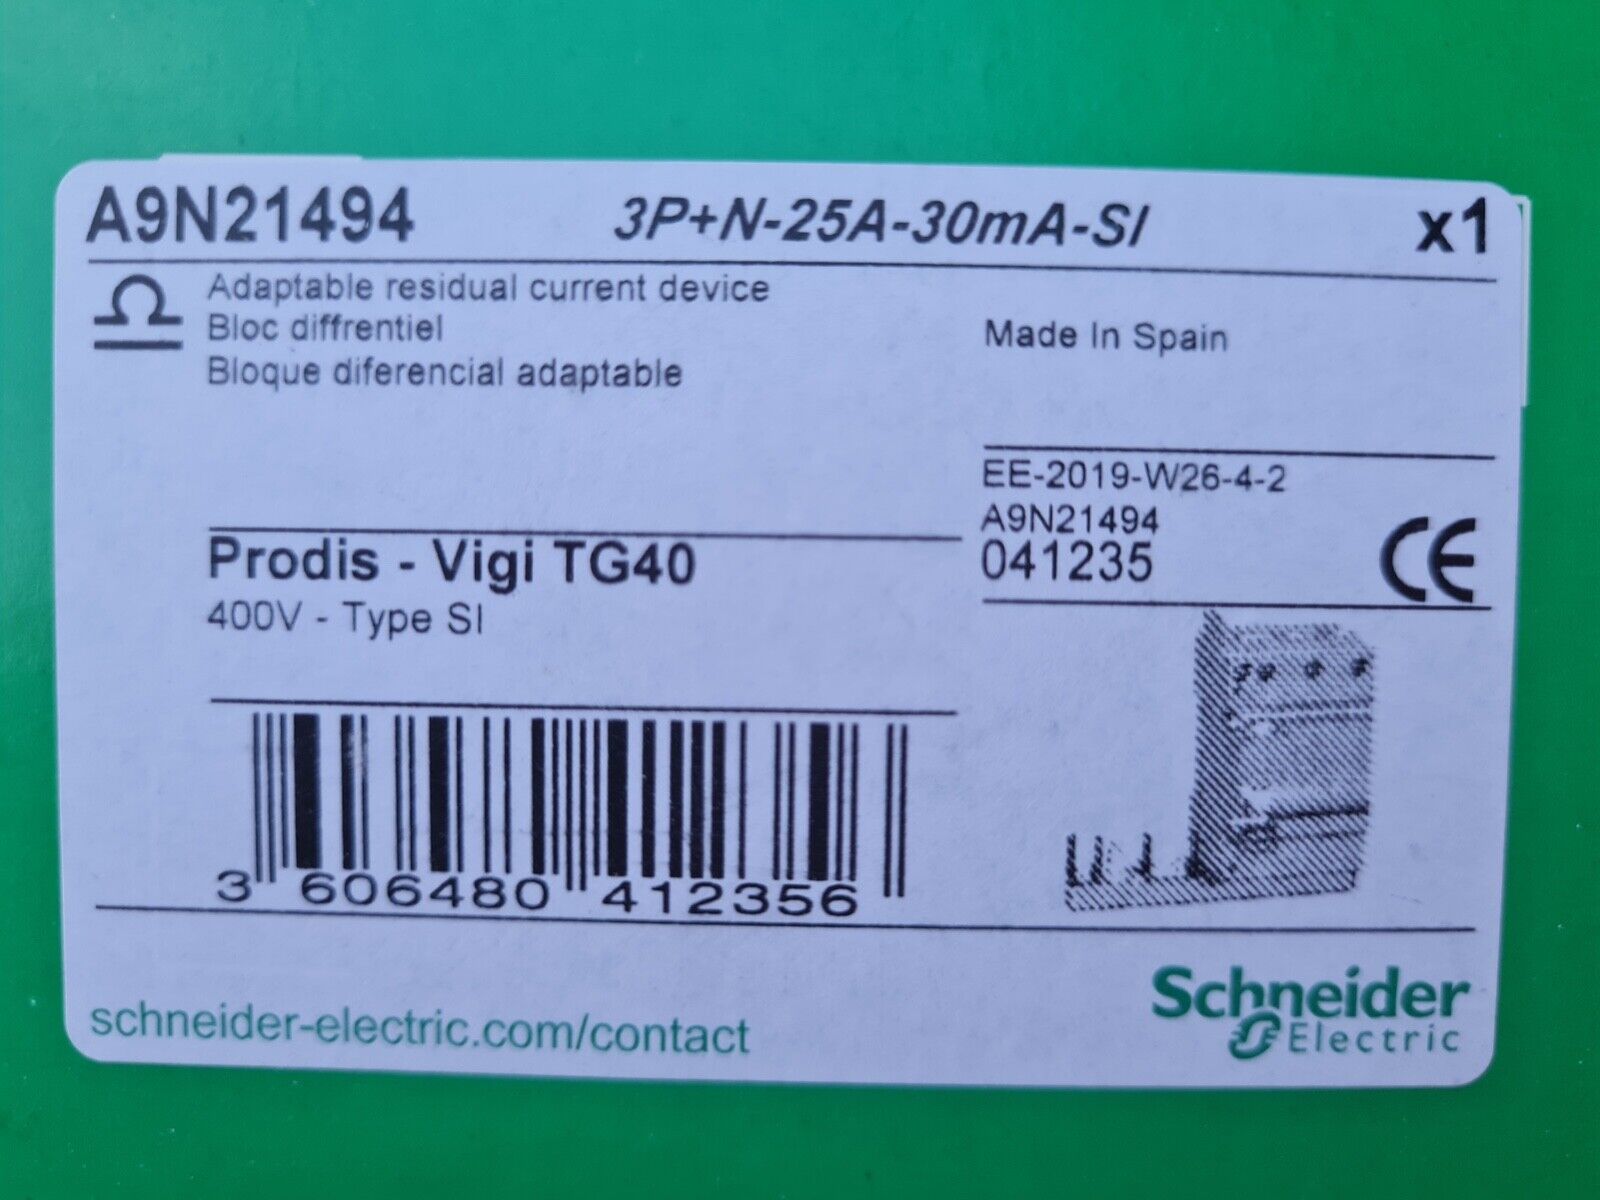 A9N21494 3P+N-25A-30mA-SI x1
Adaptable residual current device
Bloc diffrentiel
Bloque diferencial adaptable
Made In Spain
EE-2019-W26-4-2
A9N21494
041235
CE
Prodis - Vigi TG40
400V - Type SI
3 606480 412356
schneider-electric.com/contact
Schneider
Electric